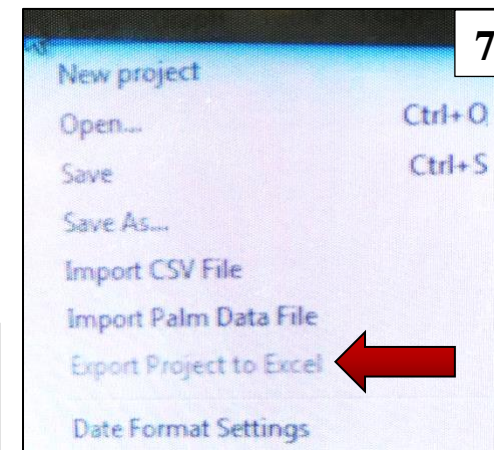 7
New project
Open... Ctrl+O
Save Ctrl+S
Save As...
Import CSV File
Import Palm Data File
Export Project to Excel
Date Format Settings